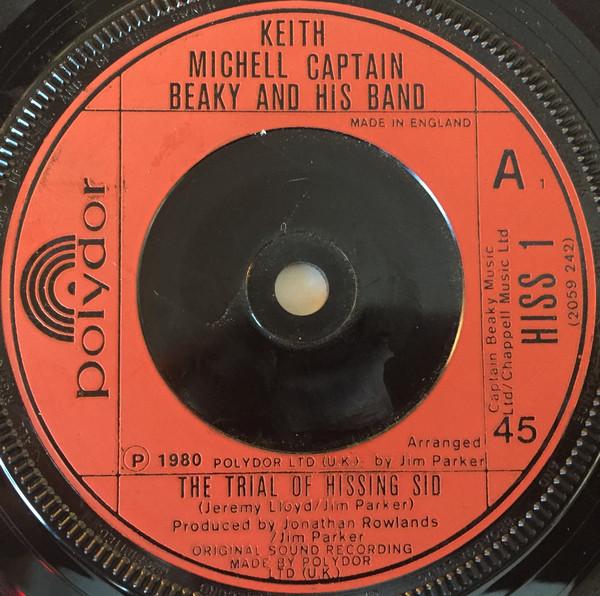 KEITH
MICHELL CAPTAIN
BEAKY AND HIS BAND
MADE IN ENGLAND
A 1
polydor
Captain Beaky Music
Ltd/Chappell Music Ltd
HISS 1
(2059 242)
45
Arranged
℗ 1980 POLYDOR LTD (U.K.) by Jim Parker
THE TRIAL OF HISSING SID
(Jeremy Lloyd/Jim Parker)
Produced by Jonathan Rowlands
/Jim Parker
ORIGINAL SOUND RECORDING
MADE BY POLYDOR
LTD (U.K.)